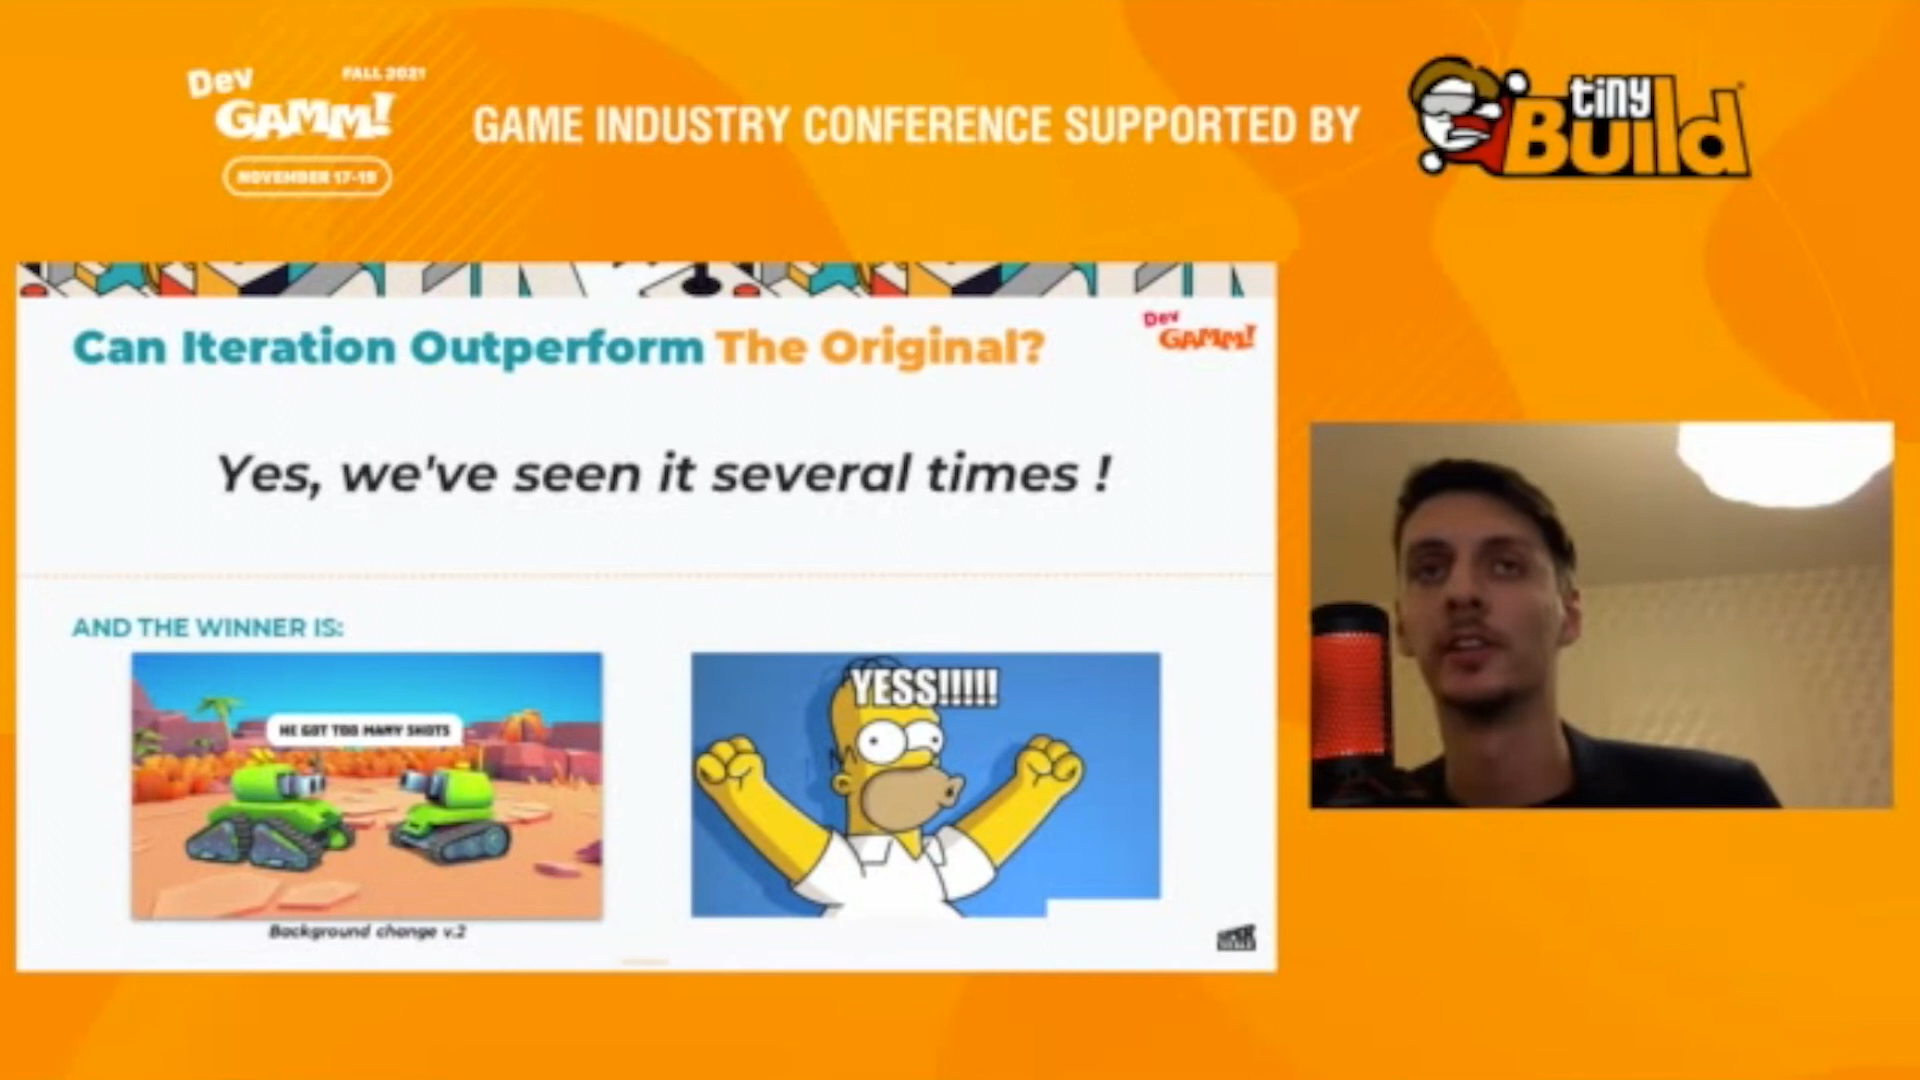 Dev
GAMM!
FALL 2021
NOVEMBER 17-19
GAME INDUSTRY CONFERENCE SUPPORTED BY
tiny
Build
Can Iteration Outperform The Original?
Dev
GAMM!
Yes, we've seen it several times !
AND THE WINNER IS:
HE GOT TOO MANY SHOTS
YESS!!!!!
Background change v.2